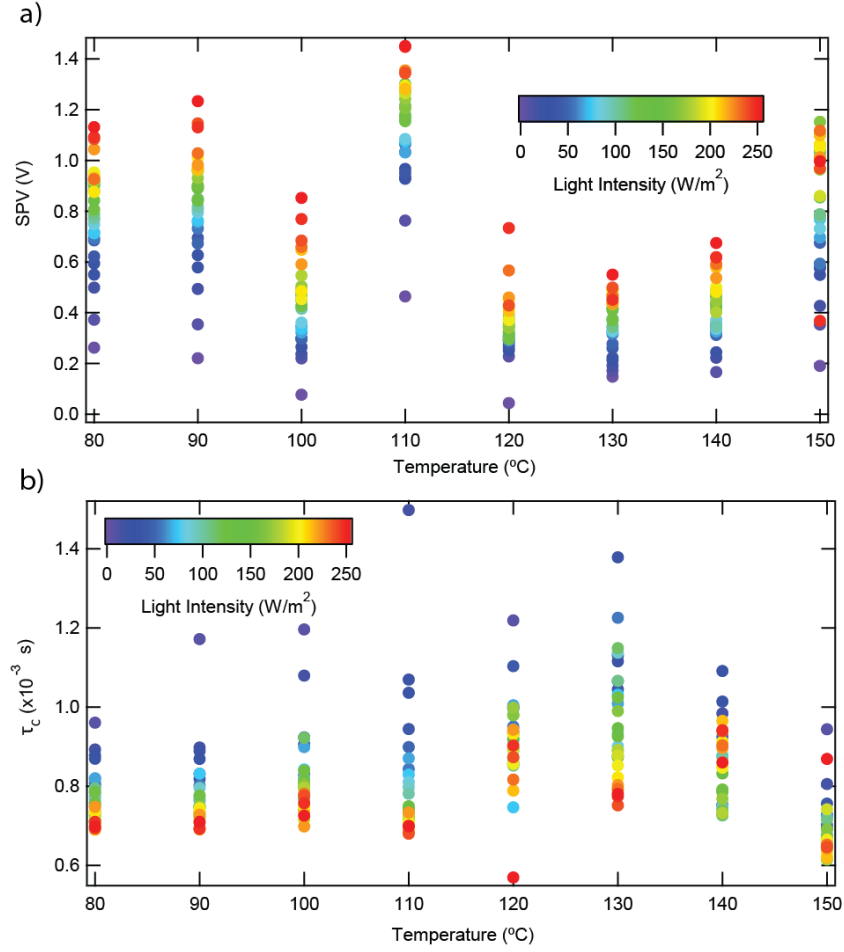 a)
1.4
1.2
1.0
0.8
0.6
0.4
0.2
0.0
SPV (V)
0 50 100 150 200 250
Light Intensity (W/m²)
80 90 100 110 120 130 140 150
Temperature (ºC)
b)
0 50 100 150 200 250
Light Intensity (W/m²)
1.4
1.2
1.0
0.8
0.6
τc (x10⁻³ s)
80 90 100 110 120 130 140 150
Temperature (ºC)